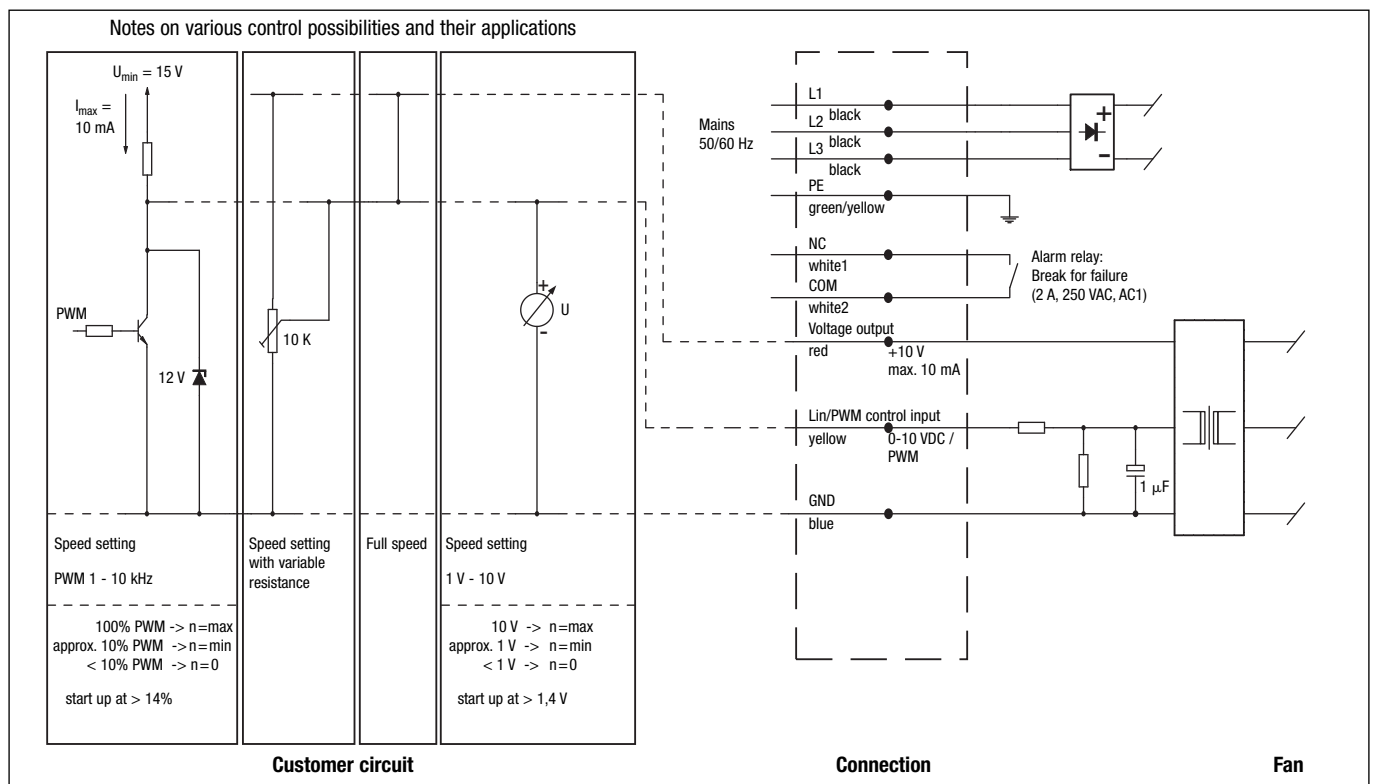 Notes on various control possibilities and their applications
U_min = 15 V
I_max =
10 mA
PWM
12 V
Speed setting
PWM 1 - 10 kHz
100% PWM -> n=max
approx. 10% PWM ->n=min
< 10% PWM -> n=0
start up at > 14%
10 K
Speed setting
with variable
resistance
Full speed
+
U
-
Speed setting
1 V - 10 V
10 V -> n=max
approx. 1 V -> n=min
< 1 V -> n=0
start up at > 1,4 V
Customer circuit
Mains
50/60 Hz
L1
black
L2
black
L3
black
PE
green/yellow
NC
white1
COM
white2
Voltage output
red
+10 V
max. 10 mA
Lin/PWM control input
yellow
0-10 VDC /
PWM
GND
blue
Connection
+
-
Alarm relay:
Break for failure
(2 A, 250 VAC, AC1)
1 µF
Fan